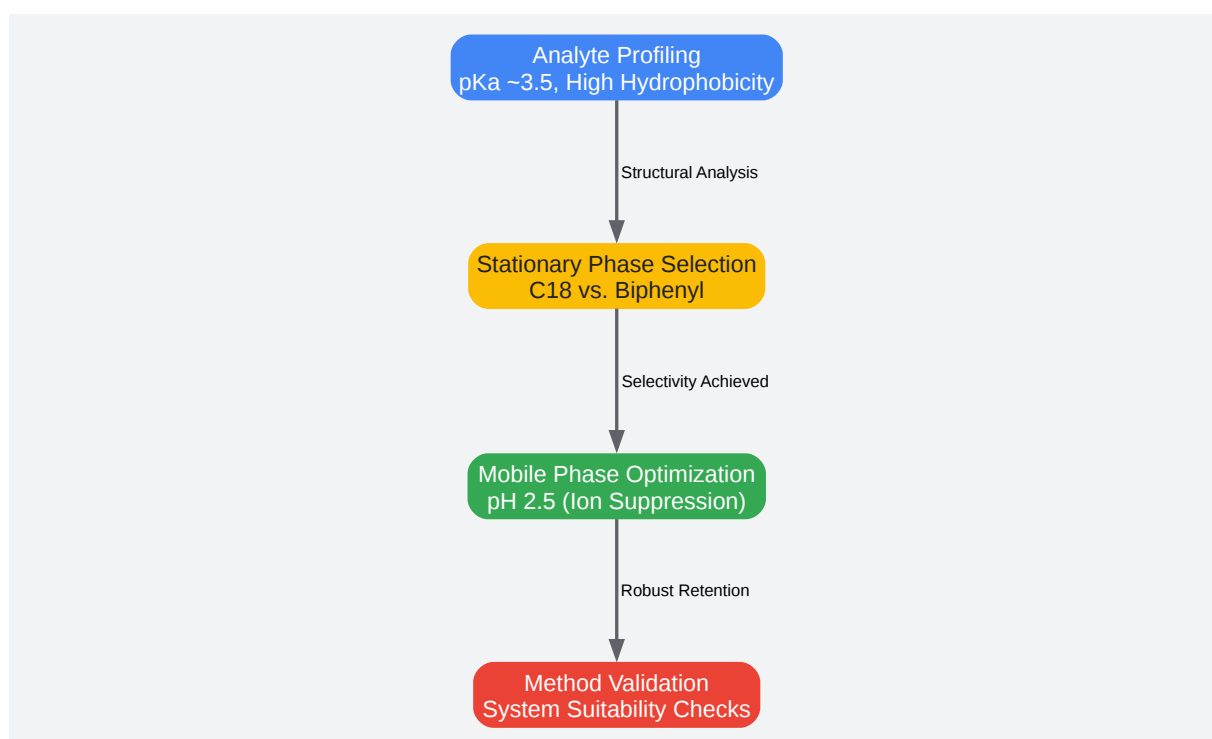 Analyte Profiling
pKa ~3.5, High Hydrophobicity
Structural Analysis
Stationary Phase Selection
C18 vs. Biphenyl
Selectivity Achieved
Mobile Phase Optimization
pH 2.5 (Ion Suppression)
Robust Retention
Method Validation
System Suitability Checks